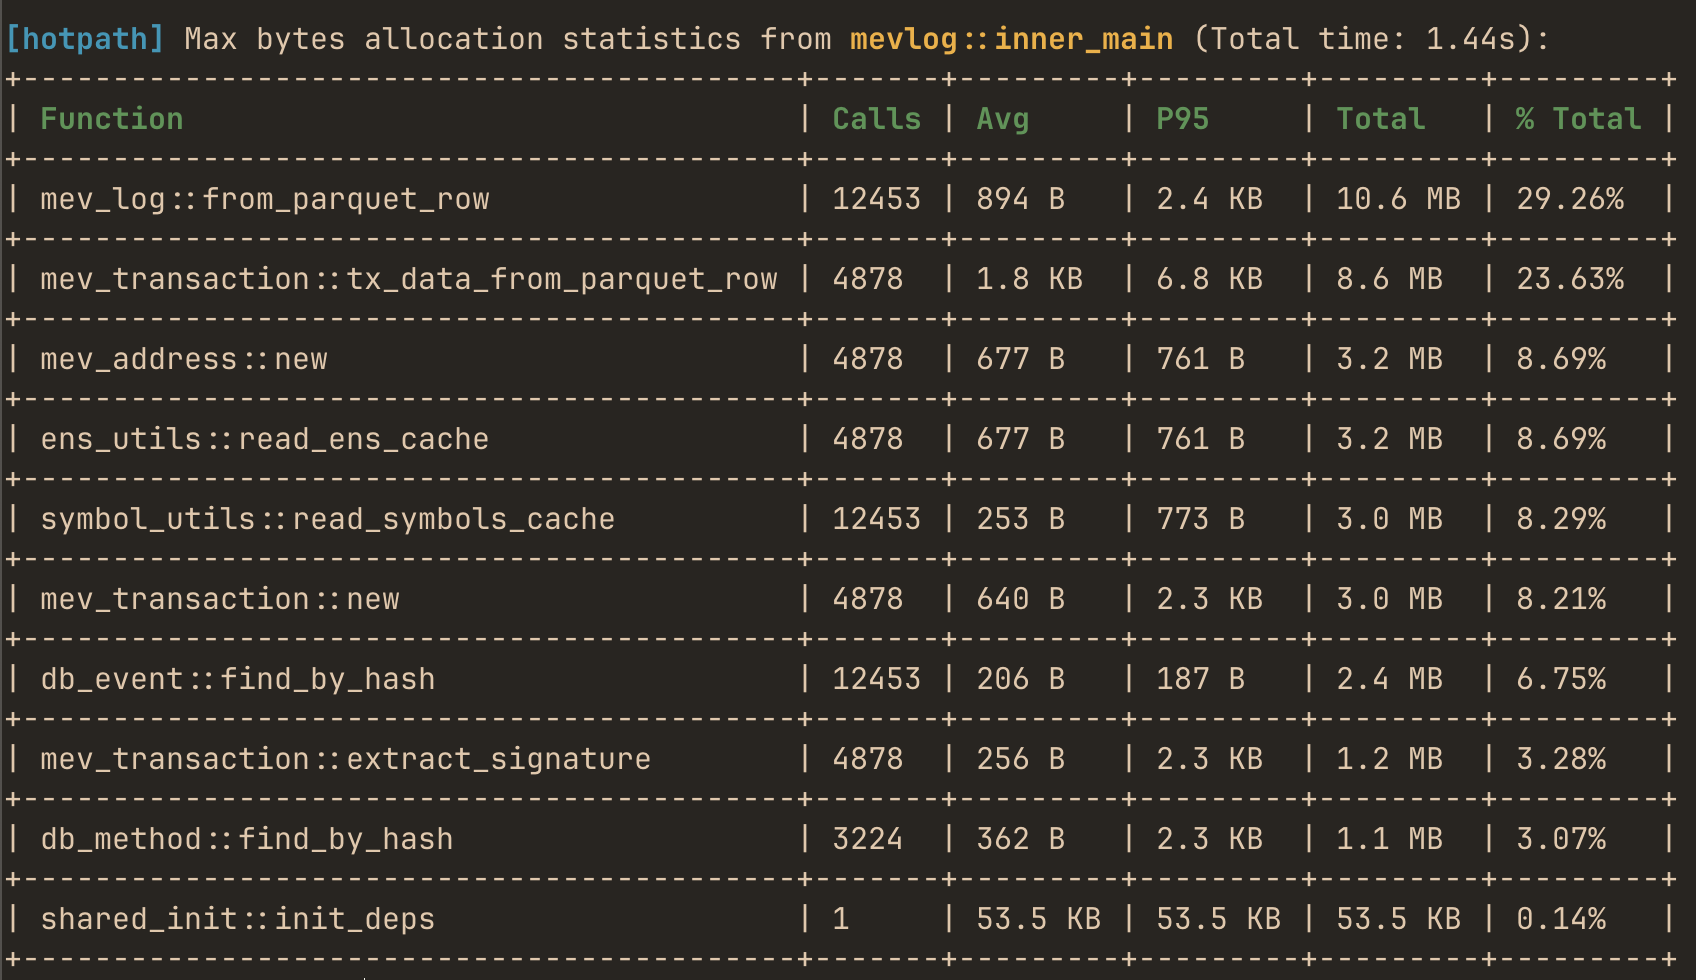 [hotpath] Max bytes allocation statistics from mevlog::inner_main (Total time: 1.44s):
+-------------------------------------------+-------+---------+---------+---------+---------+
| Function                                  | Calls | Avg     | P95     | Total   | % Total |
+-------------------------------------------+-------+---------+---------+---------+---------+
| mev_log::from_parquet_row                 | 12453 | 894 B   | 2.4 KB  | 10.6 MB | 29.26%  |
+-------------------------------------------+-------+---------+---------+---------+---------+
| mev_transaction::tx_data_from_parquet_row | 4878  | 1.8 KB  | 6.8 KB  | 8.6 MB  | 23.63%  |
+-------------------------------------------+-------+---------+---------+---------+---------+
| mev_address::new                          | 4878  | 677 B   | 761 B   | 3.2 MB  | 8.69%   |
+-------------------------------------------+-------+---------+---------+---------+---------+
| ens_utils::read_ens_cache                 | 4878  | 677 B   | 761 B   | 3.2 MB  | 8.69%   |
+-------------------------------------------+-------+---------+---------+---------+---------+
| symbol_utils::read_symbols_cache          | 12453 | 253 B   | 773 B   | 3.0 MB  | 8.29%   |
+-------------------------------------------+-------+---------+---------+---------+---------+
| mev_transaction::new                      | 4878  | 640 B   | 2.3 KB  | 3.0 MB  | 8.21%   |
+-------------------------------------------+-------+---------+---------+---------+---------+
| db_event::find_by_hash                    | 12453 | 206 B   | 187 B   | 2.4 MB  | 6.75%   |
+-------------------------------------------+-------+---------+---------+---------+---------+
| mev_transaction::extract_signature        | 4878  | 256 B   | 2.3 KB  | 1.2 MB  | 3.28%   |
+-------------------------------------------+-------+---------+---------+---------+---------+
| db_method::find_by_hash                   | 3224  | 362 B   | 2.3 KB  | 1.1 MB  | 3.07%   |
+-------------------------------------------+-------+---------+---------+---------+---------+
| shared_init::init_deps                    | 1     | 53.5 KB | 53.5 KB | 53.5 KB | 0.14%   |
+-------------------------------------------+-------+---------+---------+---------+---------+